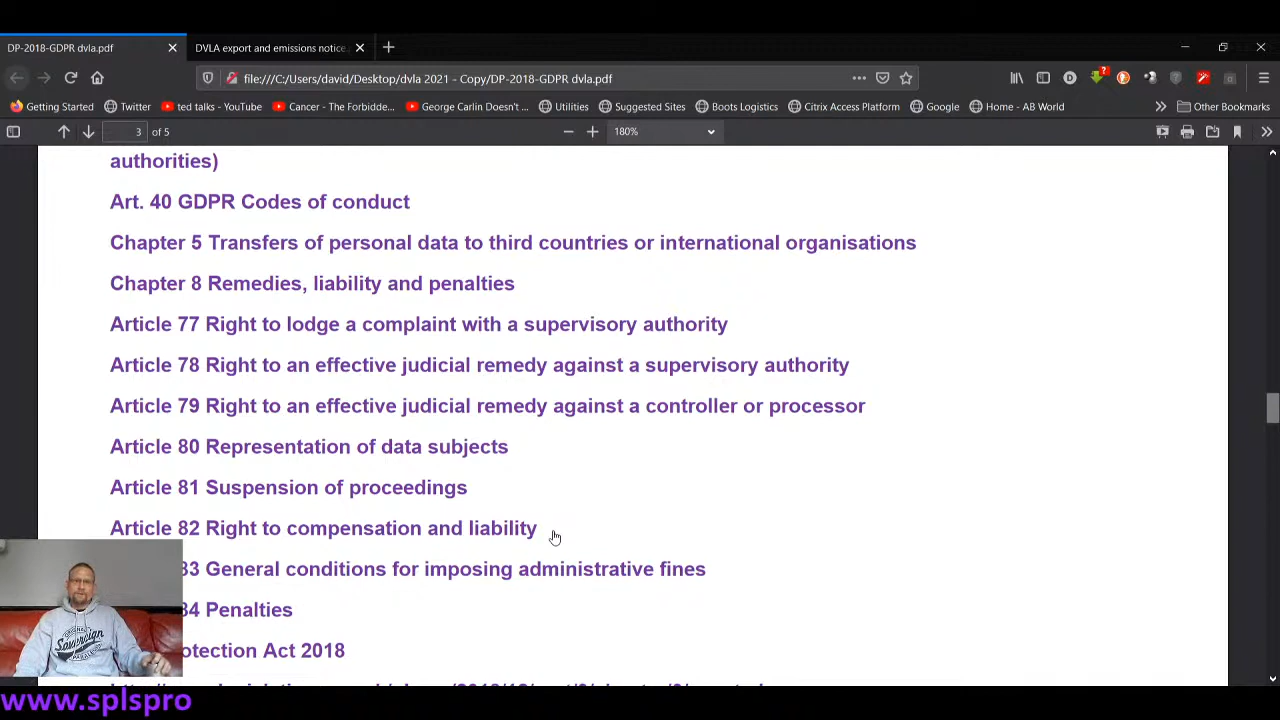 DP-2018-GDPR dvla.pdf
DVLA export and emissions notice.
file:///C:/Users/david/Desktop/dvla 2021 - Copy/DP-2018-GDPR dvla.pdf
Getting Started
Twitter
ted talks - YouTube
Cancer - The Forbidde...
George Carlin Doesn't...
Utilities
Suggested Sites
Boots Logistics
Citrix Access Platform
Google
Home - AB World
Other Bookmarks
3 of 5
180%
authorities)
Art. 40 GDPR Codes of conduct
Chapter 5 Transfers of personal data to third countries or international organisations
Chapter 8 Remedies, liability and penalties
Article 77 Right to lodge a complaint with a supervisory authority
Article 78 Right to an effective judicial remedy against a supervisory authority
Article 79 Right to an effective judicial remedy against a controller or processor
Article 80 Representation of data subjects
Article 81 Suspension of proceedings
Article 82 Right to compensation and liability
83 General conditions for imposing administrative fines
84 Penalties
otection Act 2018
Sovereign
www.splspro